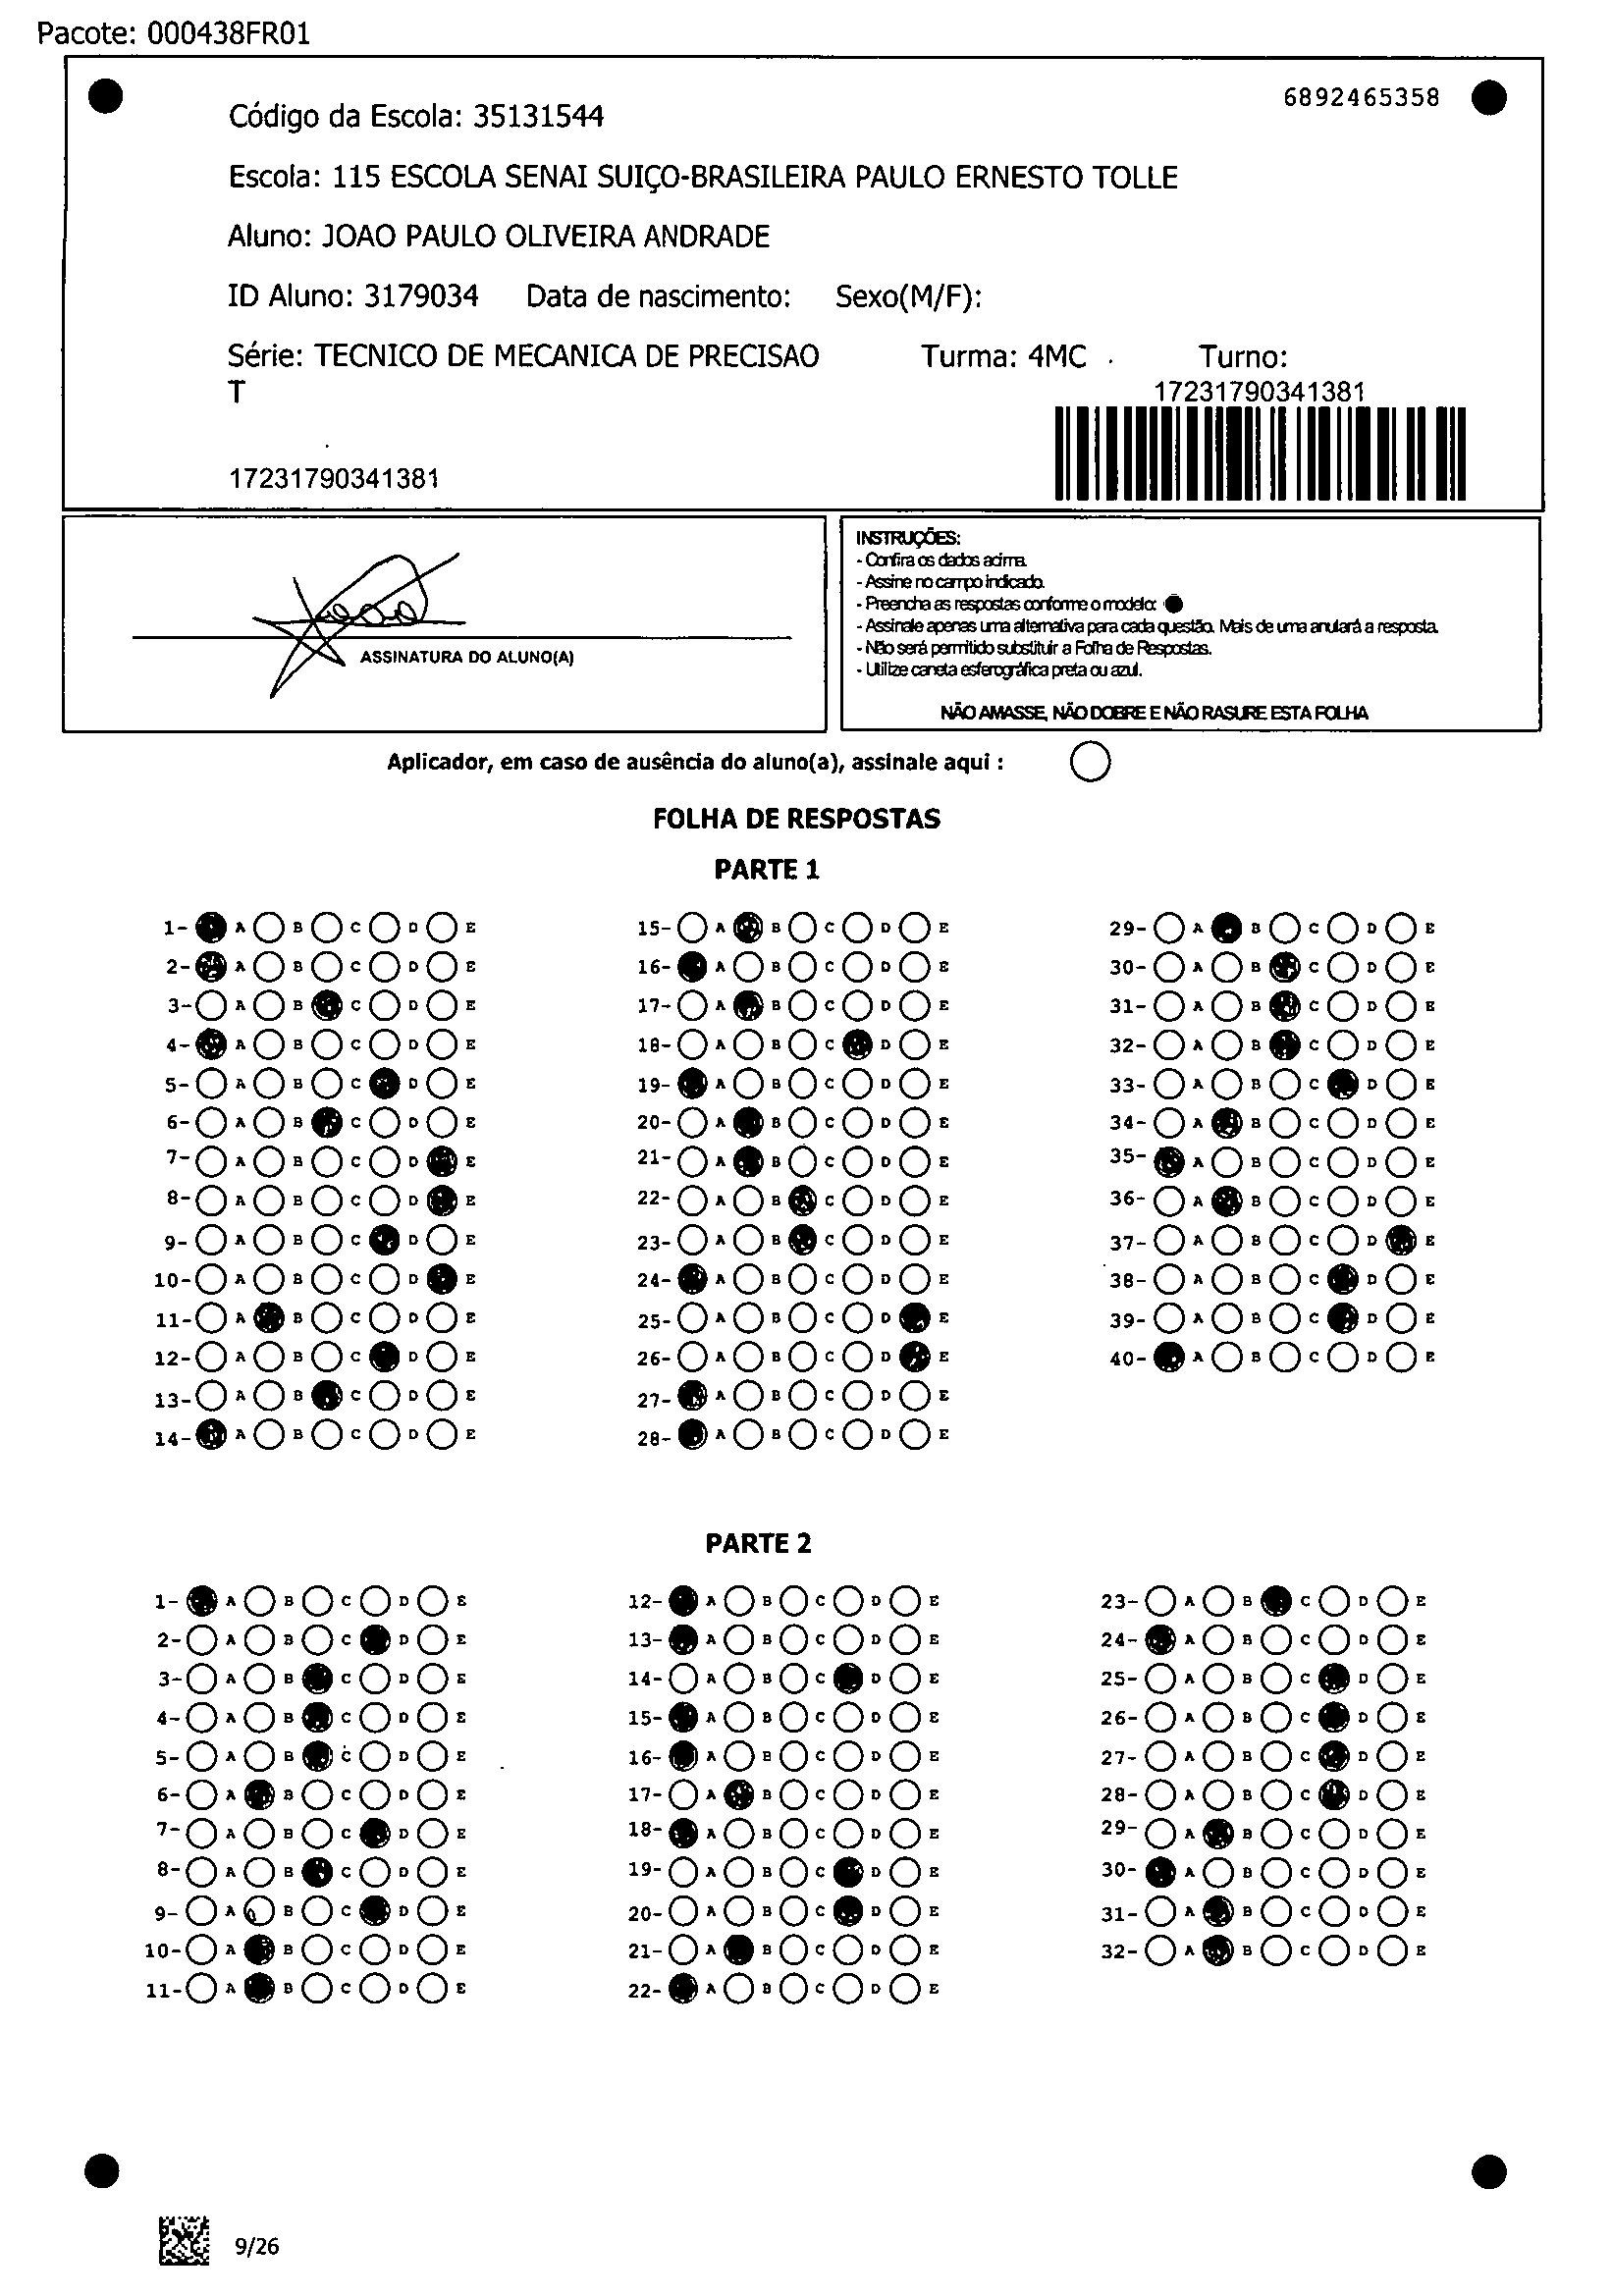 Pacote: 000438FR01
6892465358
Código da Escola: 35131544
Escola: 115 ESCOLA SENAI SUIÇO-BRASILEIRA PAULO ERNESTO TOLLE
Aluno: JOAO PAULO OLIVEIRA ANDRADE
ID Aluno: 3179034 Data de nascimento: Sexo(M/F):
Série: TECNICO DE MECANICA DE PRECISAO Turma: 4MC Turno:
T
17231790341381
17231790341381
ASSINATURA DO ALUNO(A)
INSTRUÇÕES:
- Confira os dados acima.
- Assine no campo indicado.
- Preencha as respostas conforme o modelo:
- Assinale apenas uma alternativa para cada questão. Mais de uma anulará a resposta.
- Não será permitido substituir a Folha de Respostas.
- Utilize caneta esferográfica preta ou azul.
NÃO AMASSE, NÃO DOBRE E NÃO RASURE ESTA FOLHA
Aplicador, em caso de ausência do aluno(a), assinale aqui :
FOLHA DE RESPOSTAS
PARTE 1
1- A B C D E 15- A B C D E 29- A B C D E
2- A B C D E 16- A B C D E 30- A B C D E
3- A B C D E 17- A B C D E 31- A B C D E
4- A B C D E 18- A B C D E 32- A B C D E
5- A B C D E 19- A B C D E 33- A B C D E
6- A B C D E 20- A B C D E 34- A B C D E
7- A B C D E 21- A B C D E 35- A B C D E
8- A B C D E 22- A B C D E 36- A B C D E
9- A B C D E 23- A B C D E 37- A B C D E
10- A B C D E 24- A B C D E 38- A B C D E
11- A B C D E 25- A B C D E 39- A B C D E
12- A B C D E 26- A B C D E 40- A B C D E
13- A B C D E 27- A B C D E
14- A B C D E 28- A B C D E
PARTE 2
1- A B C D E 12- A B C D E 23- A B C D E
2- A B C D E 13- A B C D E 24- A B C D E
3- A B C D E 14- A B C D E 25- A B C D E
4- A B C D E 15- A B C D E 26- A B C D E
5- A B C D E 16- A B C D E 27- A B C D E
6- A B C D E 17- A B C D E 28- A B C D E
7- A B C D E 18- A B C D E 29- A B C D E
8- A B C D E 19- A B C D E 30- A B C D E
9- A B C D E 20- A B C D E 31- A B C D E
10- A B C D E 21- A B C D E 32- A B C D E
11- A B C D E 22- A B C D E
9/26